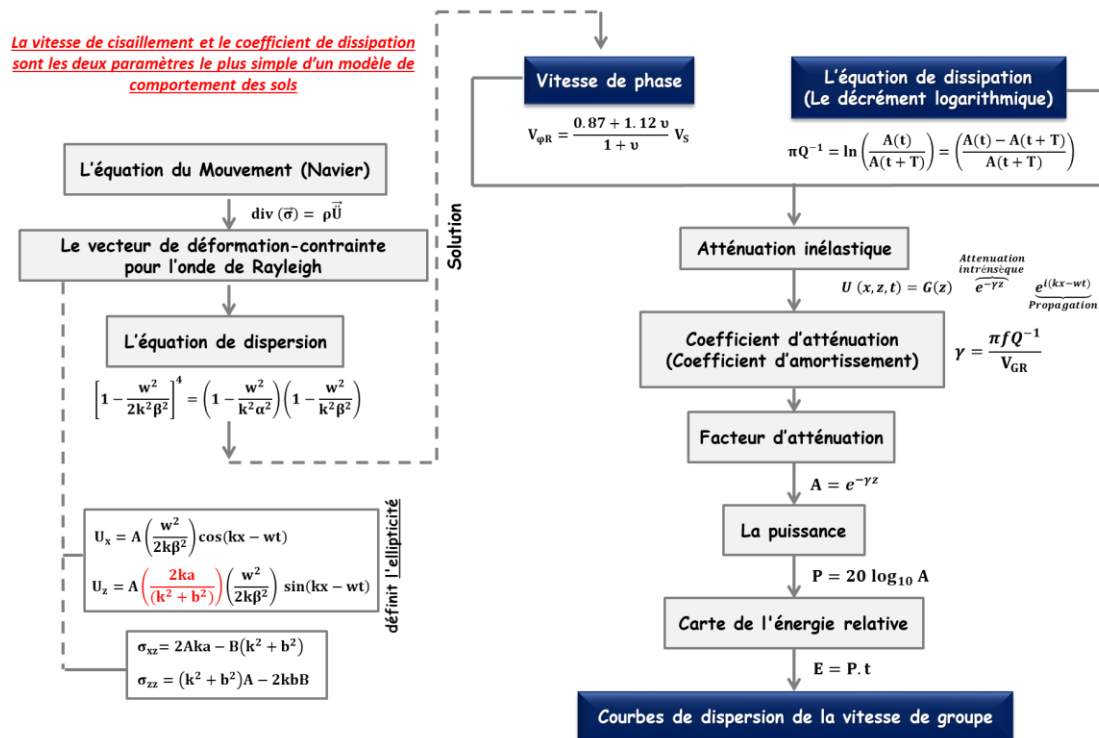 La vitesse de cisaillement et le coefficient de dissipation
sont les deux paramètres le plus simple d'un modèle de
comportement des sols
L'équation du Mouvement (Navier)
div (σ⃗) = ρÜ⃗
Le vecteur de déformation-contrainte
pour l'onde de Rayleigh
L'équation de dispersion
[1 − w²/2k²β²]⁴ = (1 − w²/k²α²)(1 − w²/k²β²)
Uₓ = A (w²/2kβ²) cos(kx − wt)
U_z = A (2ka/(k² + b²)) (w²/2kβ²) sin(kx − wt)
définit l'ellipticité
σ_xz= 2Aka − B(k² + b²)
σ_zz = (k² + b²)A − 2kbB
Solution
Vitesse de phase
V_φR = (0.87 + 1.12 υ)/(1 + υ) V_S
L'équation de dissipation
(Le décrément logarithmique)
πQ⁻¹ = ln (A(t)/A(t + T)) = ((A(t) − A(t + T))/A(t + T))
Atténuation inélastique
Attenuation
intrénsèque
U (x, z, t) = G(z) e^(−γz) e^(i(kx−wt))
Propagation
Coefficient d'atténuation
(Coefficient d'amortissement)
γ = πfQ⁻¹/V_GR
Facteur d'atténuation
A = e^(−γz)
La puissance
P = 20 log₁₀ A
Carte de l'énergie relative
E = P. t
Courbes de dispersion de la vitesse de groupe